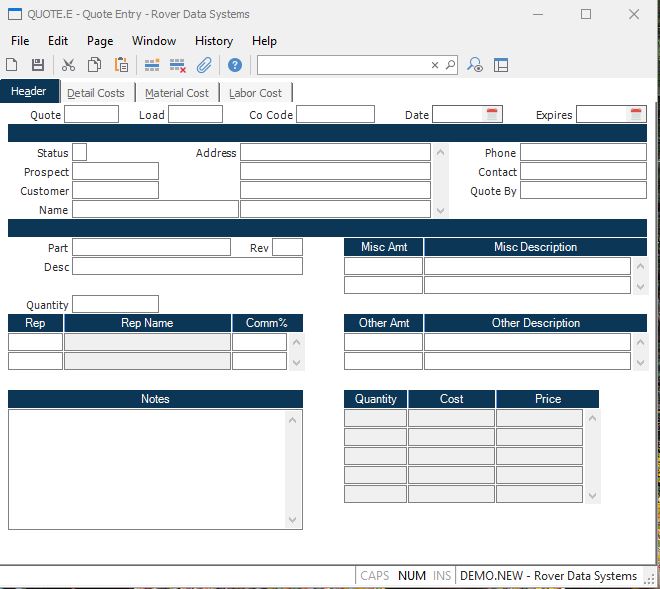 QUOTE.E - Quote Entry - Rover Data Systems
File Edit Page Window History Help
Header Detail Costs Material Cost Labor Cost
Quote Load Co Code Date Expires
Status Address Phone
Prospect Contact
Customer Quote By
Name
Part Rev Misc Amt Misc Description
Desc
Quantity
Rep Rep Name Comm% Other Amt Other Description
Notes Quantity Cost Price
CAPS NUM INS DEMO.NEW - Rover Data Systems